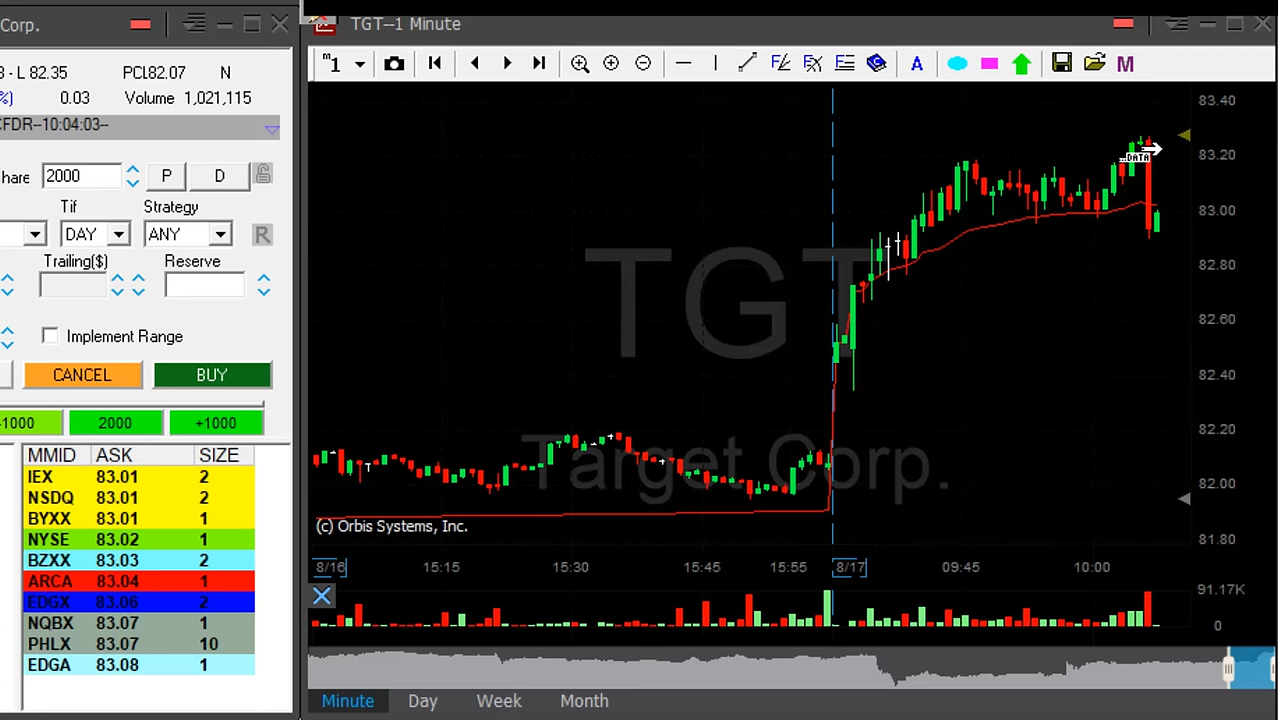 Corp.
TGT--1 Minute
- L 82.35 PCL82.07 N
0.03 Volume 1,021,115
CFDR--10:04:03--
hare 2000 P D
Tif Strategy
DAY ANY R
Trailing($) Reserve
Implement Range
CANCEL BUY
1000 2000 +1000
MMID ASK SIZE
IEX 83.01 2
NSDQ 83.01 2
BYXX 83.01 1
NYSE 83.02 1
BZXX 83.03 2
ARCA 83.04 1
EDGX 83.06 2
NQBX 83.07 1
PHLX 83.07 10
EDGA 83.08 1
m1 A M
83.40
83.20
83.00
82.80
82.60
82.40
82.20
82.00
81.80
DATA
TGT
Target Corp.
(c) Orbis Systems, Inc.
8/16 15:15 15:30 15:45 15:55 8/17 09:45 10:00
91.17K
0
Minute Day Week Month